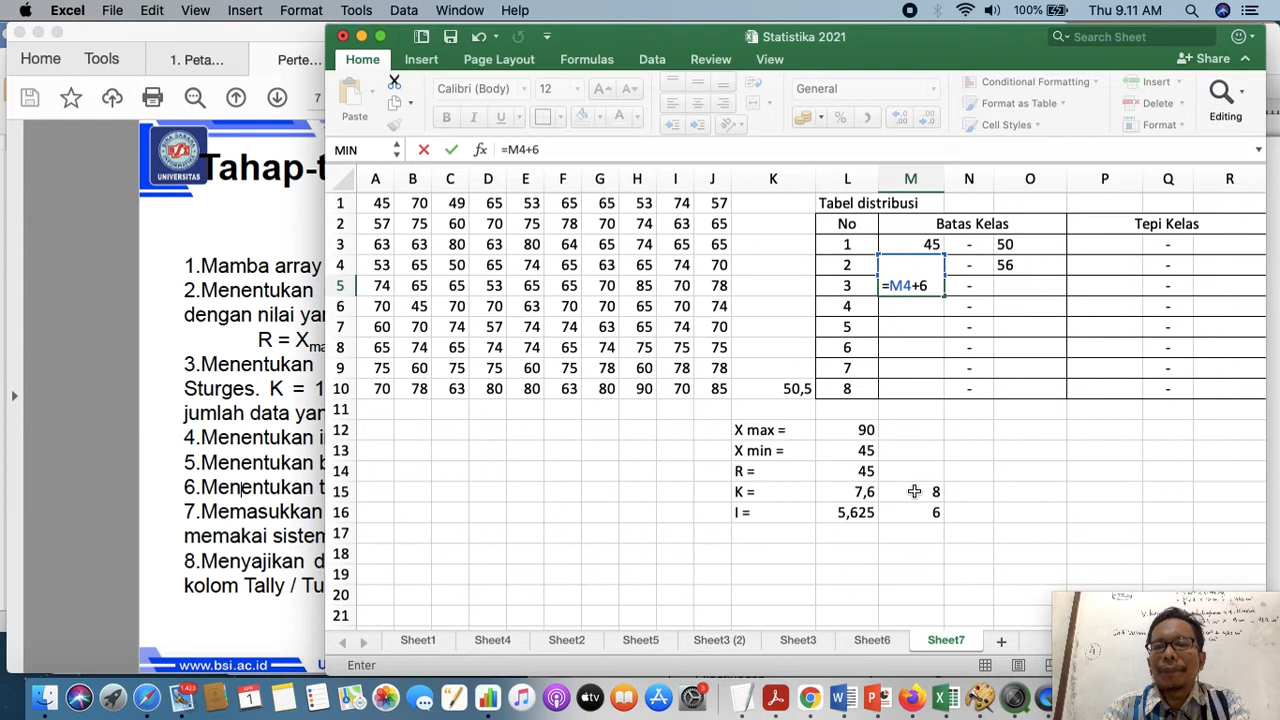 Excel File Edit View Insert Format Tools Data Window Help 100% Thu 9.11 AM
Home Tools 1. Peta... Perte...
7
UNIVERSITAS
Tahap-t
1.Mamba array
2.Menentukan
dengan nilai yar
R = Xma
3.Menentukan
Sturges. K = 1
jumlah data yan
4.Menentukan i
5.Menentukan b
6.Menentukan t
7.Memasukkan
memakai sistem
8.Menyajikan d
kolom Tally / Tu
www.bsi.ac.id U
Statistika 2021
Search Sheet
Home Insert Page Layout Formulas Data Review View Share
Paste Calibri (Body) 12 General Conditional Formatting Format as Table Cell Styles Insert Delete Format Editing
MIN fx =M4+6
A B C D E F G H I J K L M N O P Q R
1 45 70 49 65 53 65 65 53 74 57 Tabel distribusi
2 57 75 60 70 75 78 70 74 63 65 No Batas Kelas Tepi Kelas
3 63 63 80 63 80 64 65 74 65 65 1 45 - 50 -
4 53 65 50 65 74 65 63 65 74 70 2 - 56 -
5 74 65 65 53 65 70 85 70 78 3 =M4+6 - -
6 70 45 70 63 70 70 65 70 74 4 - -
7 60 70 74 57 74 74 63 65 74 70 5 - -
8 65 74 65 74 74 65 74 75 75 75 6 - -
9 75 60 75 75 60 75 78 60 78 78 7 - -
10 70 78 63 80 80 63 80 90 70 85 50,5 8 - -
11
12 X max = 90
13 X min = 45
14 R = 45
15 K = 7,6 8
16 I = 5,625 6
17
18
19
20
21
Sheet1 Sheet4 Sheet2 Sheet5 Sheet3 (2) Sheet3 Sheet6 Sheet7
Enter